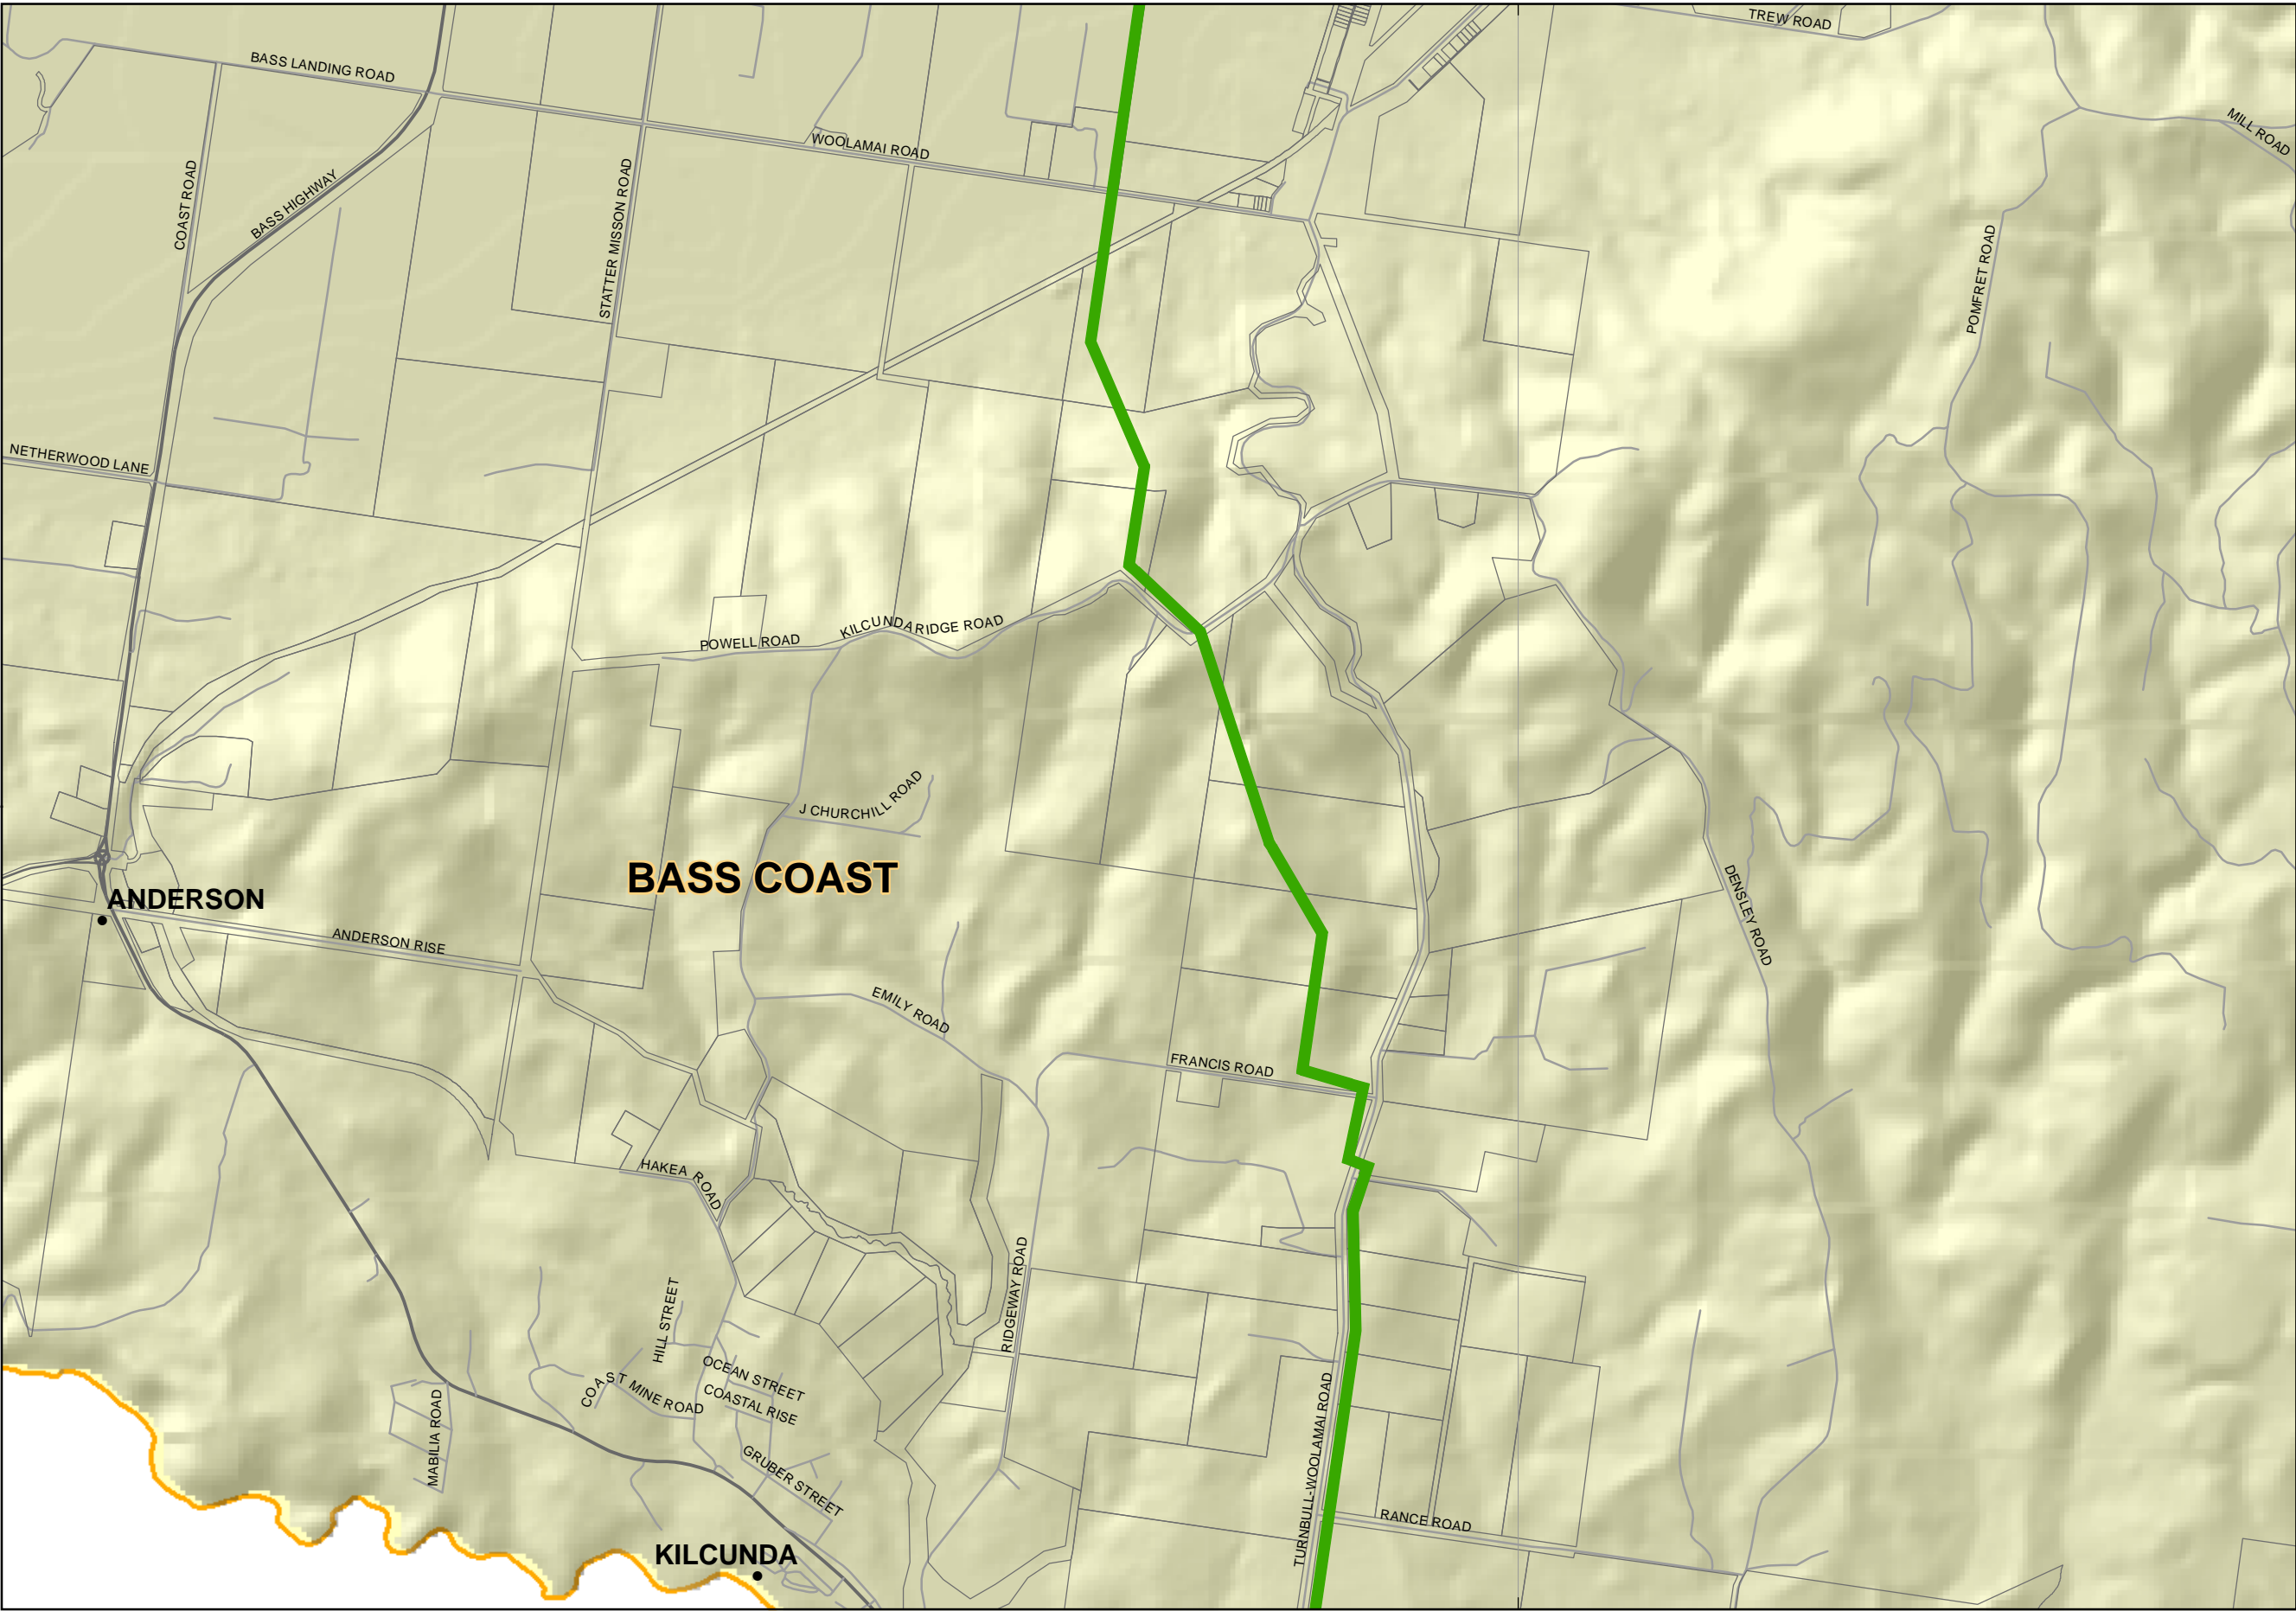 TREW ROAD
BASS LANDING ROAD
MILL ROAD
WOOLAMAI ROAD
COAST ROAD
BASS HIGHWAY
STATTER MISSON ROAD
POMFRET ROAD
NETHERWOOD LANE
POWELL ROAD
KILCUNDA RIDGE ROAD
J CHURCHILL ROAD
BASS COAST
ANDERSON
DENSLEY ROAD
ANDERSON RISE
EMILY ROAD
FRANCIS ROAD
HAKEA ROAD
RIDGEWAY ROAD
HILL STREET
OCEAN STREET
COAST MINE ROAD
COASTAL RISE
MABILIA ROAD
TURNBULL-WOOLAMAI ROAD
GRUBER STREET
RANCE ROAD
KILCUNDA